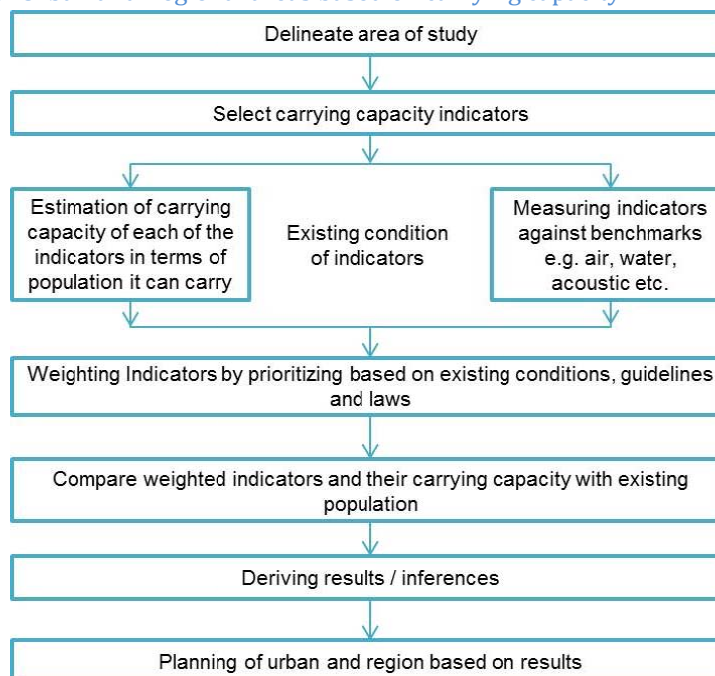 Delineate area of study
Select carrying capacity indicators
Estimation of carrying
capacity of each of the
indicators in terms of
population it can carry
Existing condition
of indicators
Measuring indicators
against benchmarks
e.g. air, water,
acoustic etc.
Weighting Indicators by prioritizing based on existing conditions, guidelines
and laws
Compare weighted indicators and their carrying capacity with existing
population
Deriving results / inferences
Planning of urban and region based on results